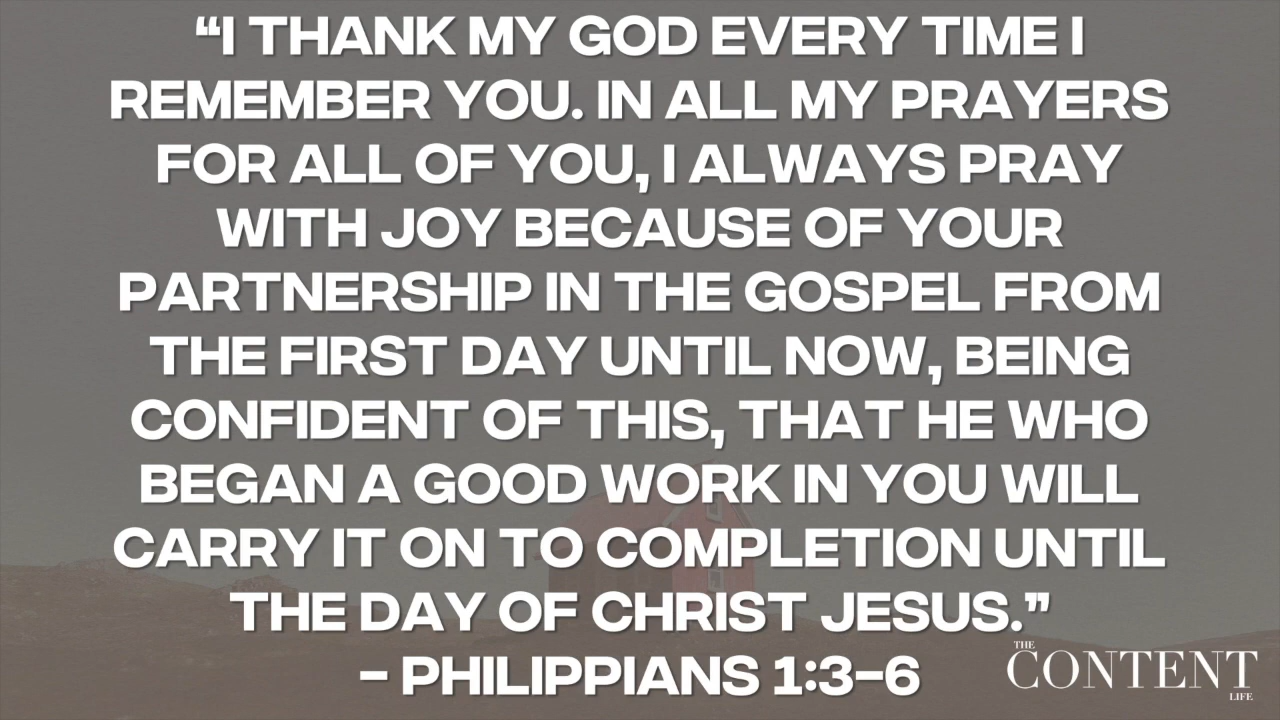 “I THANK MY GOD EVERY TIME I
REMEMBER YOU. IN ALL MY PRAYERS
FOR ALL OF YOU, I ALWAYS PRAY
WITH JOY BECAUSE OF YOUR
PARTNERSHIP IN THE GOSPEL FROM
THE FIRST DAY UNTIL NOW, BEING
CONFIDENT OF THIS, THAT HE WHO
BEGAN A GOOD WORK IN YOU WILL
CARRY IT ON TO COMPLETION UNTIL
THE DAY OF CHRIST JESUS.”
- PHILIPPIANS 1:3-6
THE
CONTENT
LIFE